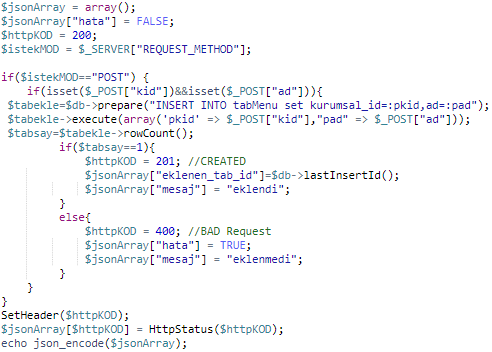 $jsonArray = array();
$jsonArray["hata"] = FALSE;
$httpKOD = 200;
$istekMOD = $_SERVER["REQUEST_METHOD"];
if($istekMOD=="POST") {
if(isset($_POST["kid"])&&isset($_POST["ad"])){
$tabekle=$db->prepare("INSERT INTO tabMenu set kurumsal_id=:pkid,ad=:pad");
$tabekle->execute(array('pkid' => $_POST["kid"],"pad" => $_POST["ad"]));
$tabsay=$tabekle->rowCount();
if($tabsay==1){
$httpKOD = 201; //CREATED
$jsonArray["eklenen_tab_id"]=$db->lastInsertId();
$jsonArray["mesaj"] = "eklendi";
}
else{
$httpKOD = 400; //BAD Request
$jsonArray["hata"] = TRUE;
$jsonArray["mesaj"] = "eklenmedi";
}
}
}
SetHeader($httpKOD);
$jsonArray[$httpKOD] = HttpStatus($httpKOD);
echo json_encode($jsonArray);